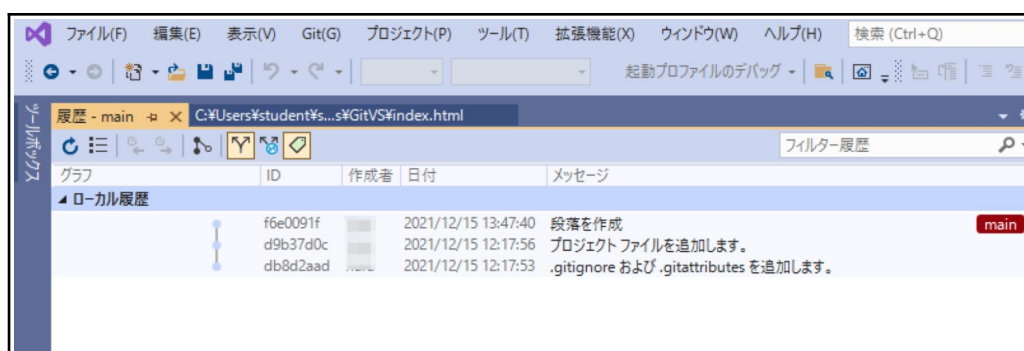 ファイル(F) 編集(E) 表示(V) Git(G) プロジェクト(P) ツール(T) 拡張機能(X) ウィンドウ(W) ヘルプ(H) 検索 (Ctrl+Q)
起動プロファイルのデバッグ
ツールボックス
履歴 - main C:¥Users¥student¥s...s¥GitVS¥index.html
フィルター履歴
グラフ ID 作成者 日付 メッセージ
ローカル履歴
f6e0091f 2021/12/15 13:47:40 段落を作成 main
d9b37d0c 2021/12/15 12:17:56 プロジェクト ファイルを追加します。
db8d2aad 2021/12/15 12:17:53 .gitignore および .gitattributes を追加します。